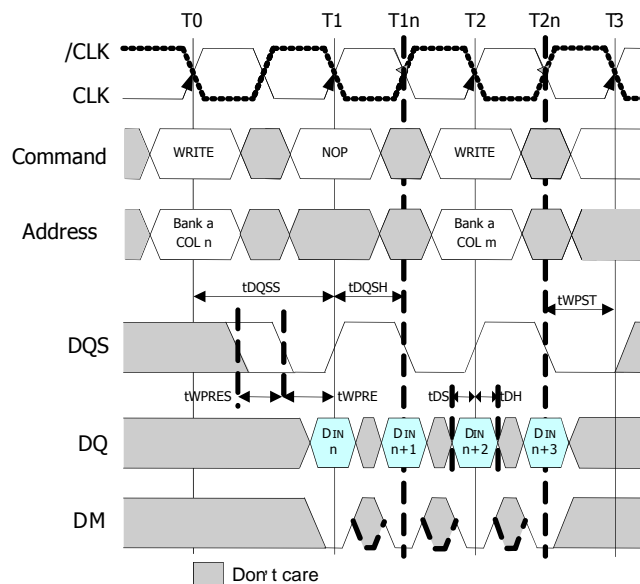 T0 T1 T1n T2 T2n T3
/CLK
CLK
Command WRITE NOP WRITE
Address Bank a COL n Bank a COL m
tDQSS tDQSH tWPST
DQS
tWPRES tWPRE tDS tDH
DQ DIN n DIN n+1 DIN n+2 DIN n+3
DM
Don't care